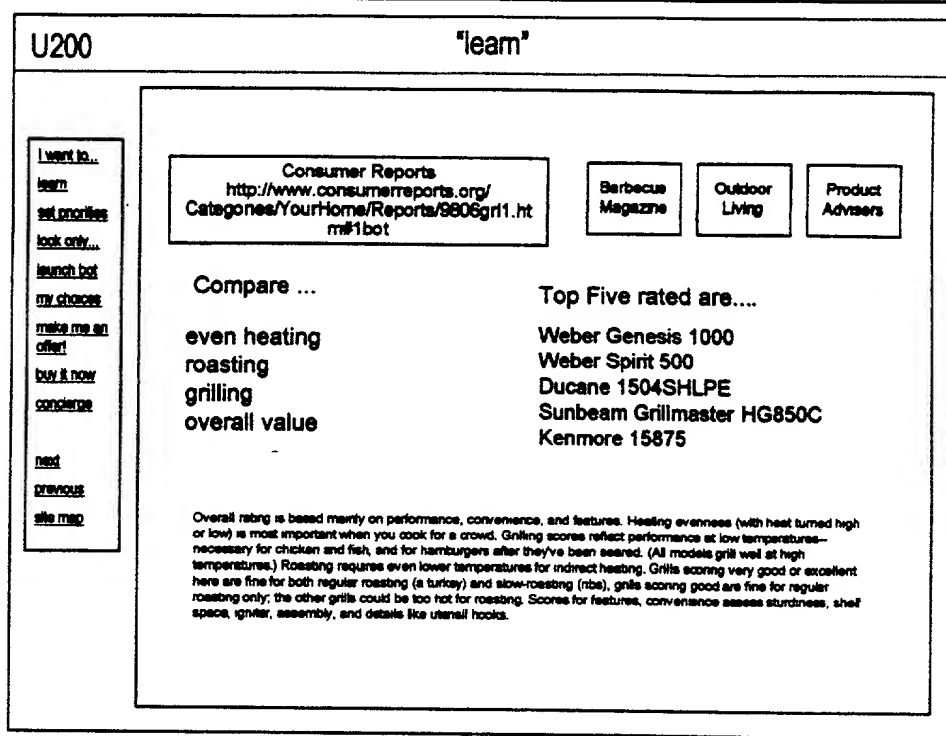 U200
"learn"
I want to...
learn
set priorities
look only...
launch bot
my choices
make me an
offer!
buy it now
concierge
next
previous
site map
Consumer Reports
http://www.consumerreports.org/
Categories/YourHome/Reports/9806grl1.ht
m#1bot
Barbecue
Magazine
Outdoor
Living
Product
Advisers
Compare ...
even heating
roasting
grilling
overall value
Top Five rated are....
Weber Genesis 1000
Weber Spirit 500
Ducane 1504SHLPE
Sunbeam Grillmaster HG850C
Kenmore 15875
Overall rating is based mainly on performance, convenience, and features. Heating evenness (with heat turned high
or low) is most important when you cook for a crowd. Grilling scores reflect performance at low temperatures--
necessary for chicken and fish, and for hamburgers after they've been seared. (All models grill well at high
temperatures.) Roasting requires even lower temperatures for indirect heating. Grills scoring very good or excellent
here are fine for both regular roasting (a turkey) and slow-roasting (ribs), grills scoring good are fine for regular
roasting only; the other grills could be too hot for roasting. Scores for features, convenience assess sturdiness, shelf
space, igniter, assembly, and details like utensil hooks.